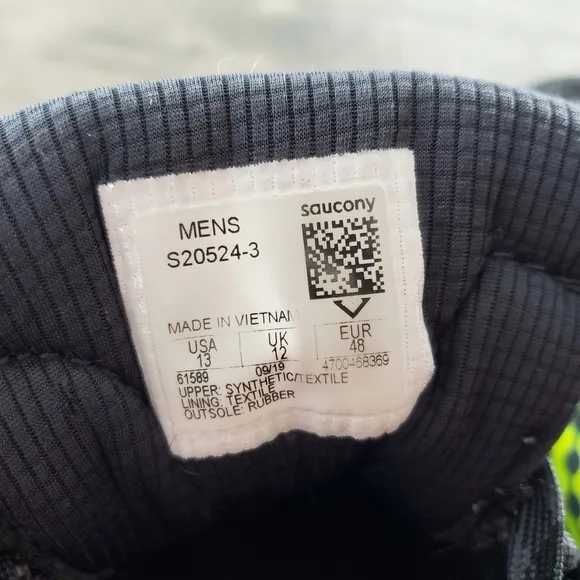 MENS
S20524-3
saucony
MADE IN VIETNAM
USA UK EUR
13 12 48
61589 09/19 4700468369
UPPER: SYNTHETIC/TEXTILE
LINING: TEXTILE
OUTSOLE: RUBBER